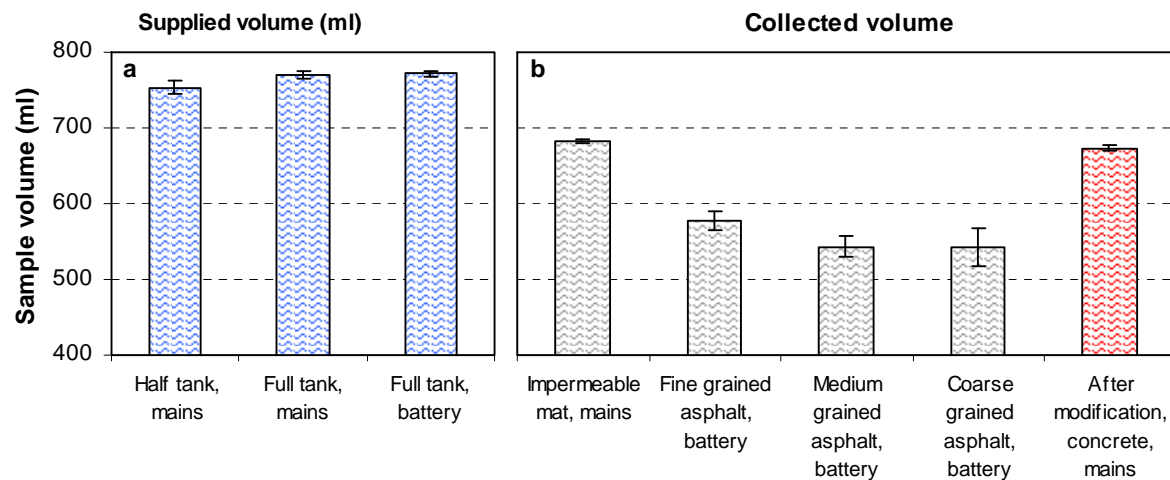 Supplied volume (ml)
Collected volume
Sample volume (ml)
800
700
600
500
400
a
b
Half tank,
mains
Full tank,
mains
Full tank,
battery
Impermeable
mat, mains
Fine grained
asphalt,
battery
Medium
grained
asphalt,
battery
Coarse
grained
asphalt,
battery
After
modification,
concrete,
mains